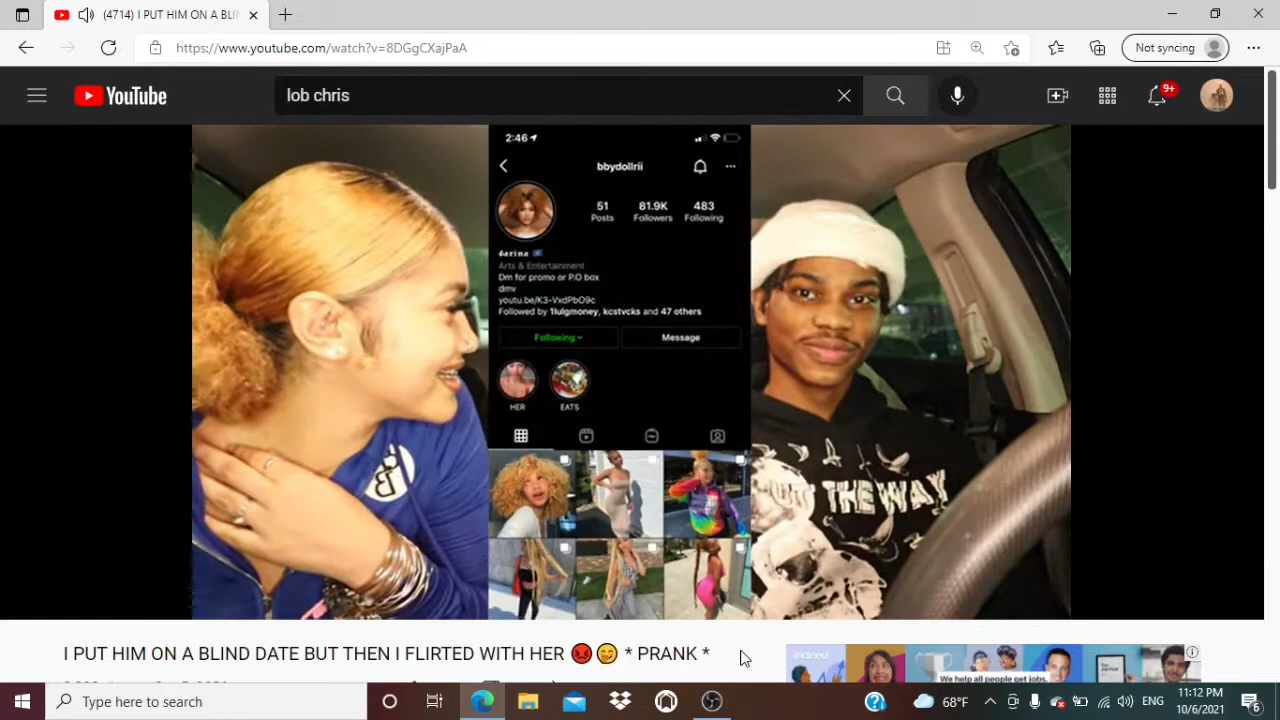 (4714) I PUT HIM ON A BLI
https://www.youtube.com/watch?v=8DGgCXajPaA
Not syncing
YouTube
lob chris
9+
2:46
bbydollrii
51
81.9K
483
Posts
Followers
Following
darina
Arts & Entertainment
Dm for promo or P.O box
dmv
youtu.be/K3-VxdPbO9c
Followed by 1lulgmoney, kcstvcks and 47 others
Following
Message
HER
EATS
THE WAY
I PUT HIM ON A BLIND DATE BUT THEN I FLIRTED WITH HER 😡🤭 * PRANK *
indeed
We help all people get jobs.
Type here to search
68°F
ENG
11:12 PM
10/6/2021
6